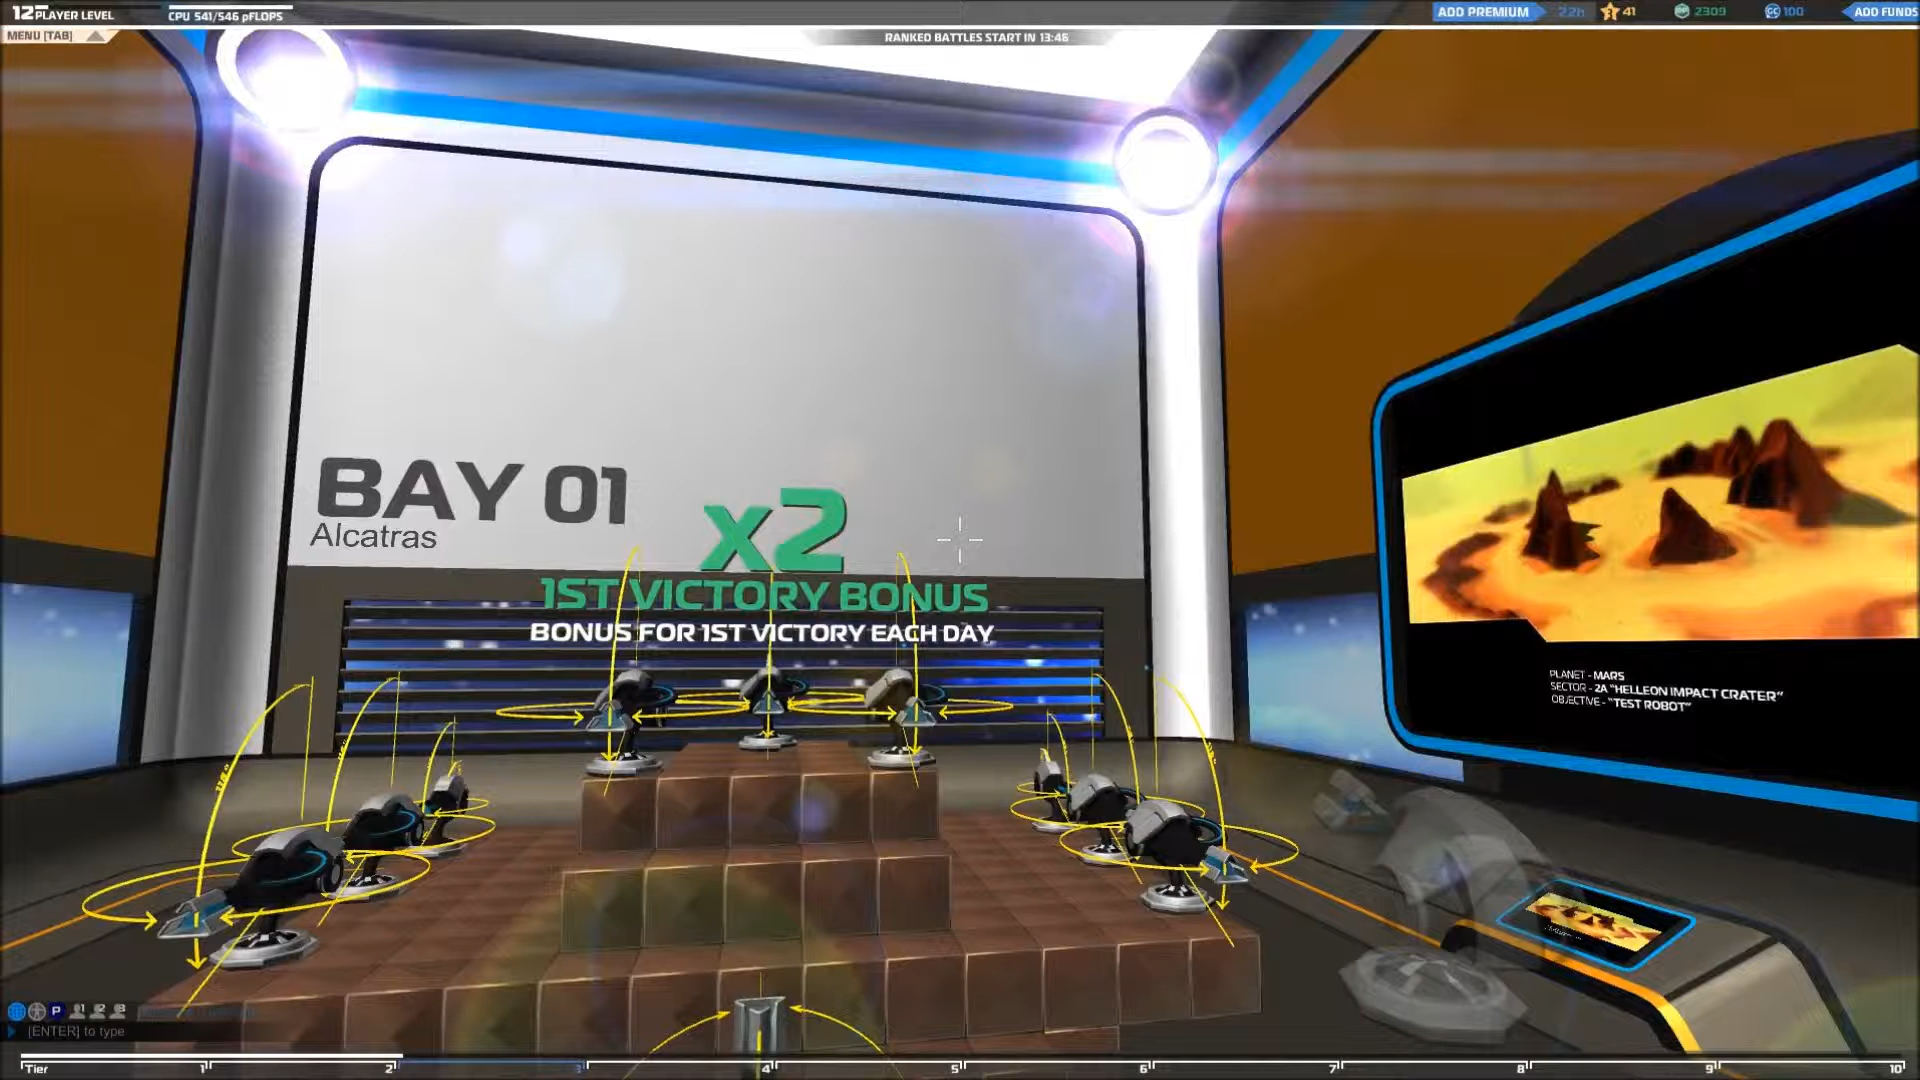 12 PLAYER LEVEL
CPU 541/546 pFLOPS
ADD PREMIUM
22h
41
2309
GC 100
ADD FUNDS
MENU [TAB]
RANKED BATTLES START IN 13:46
BAY 01
Alcatras
x2
1ST VICTORY BONUS
BONUS FOR 1ST VICTORY EACH DAY
PLANET - MARS
SECTOR - 2A "HELLEON IMPACT CRATER"
OBJECTIVE - "TEST ROBOT"
P
[ENTER] to type
Tier 1 2 3 4 5 6 7 8 9 10